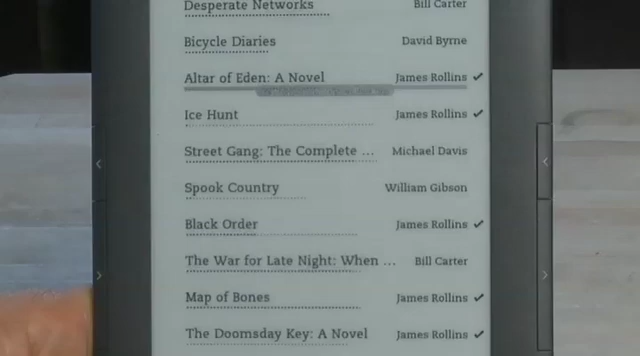 Desperate Networks Bill Carter
Bicycle Diaries David Byrne
Altar of Eden: A Novel James Rollins ✓
Ice Hunt James Rollins ✓
Street Gang: The Complete ... Michael Davis
Spook Country William Gibson
Black Order James Rollins ✓
The War for Late Night: When ... Bill Carter
Map of Bones James Rollins ✓
The Doomsday Key: A Novel James Rollins ✓